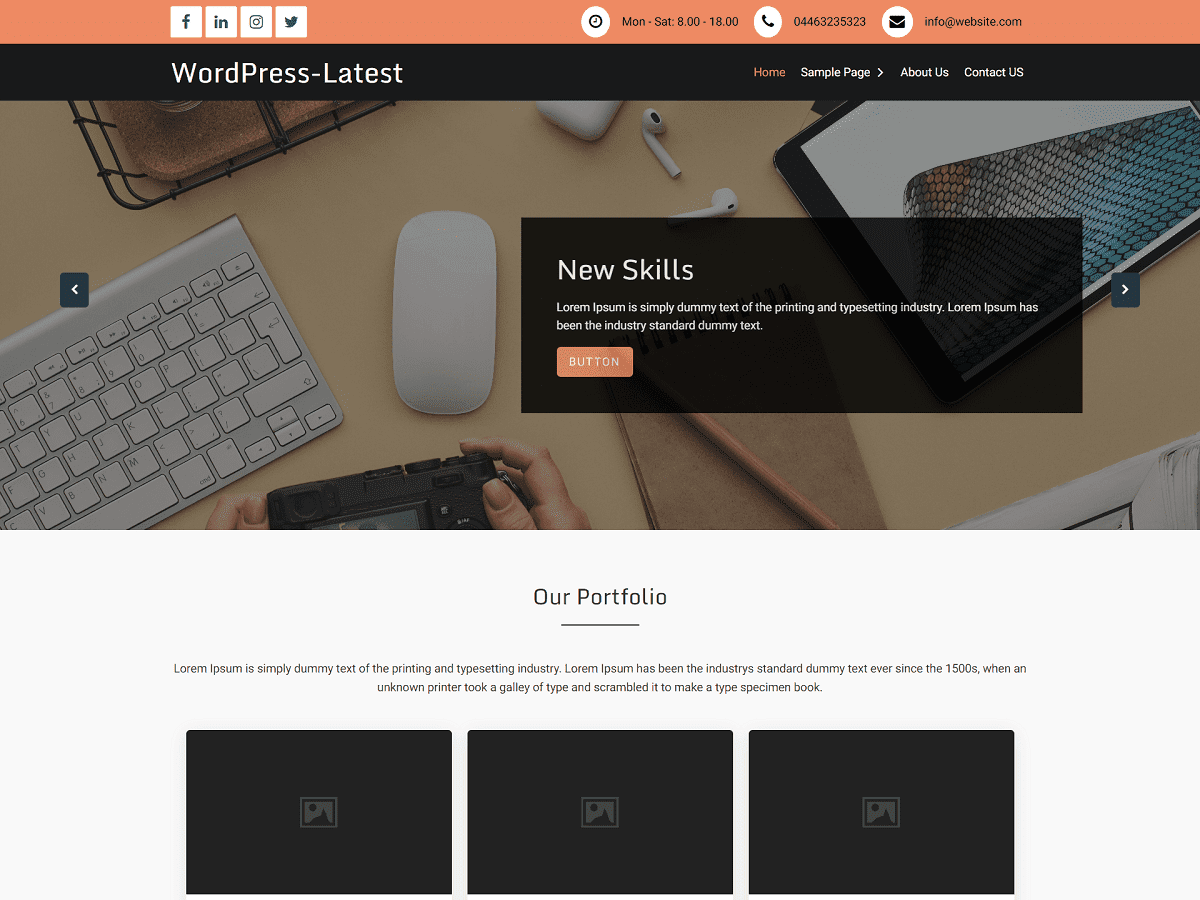 Mon - Sat: 8.00 - 18.00 04463235323 info@website.com
WordPress-Latest
Home Sample Page About Us Contact US
New Skills
Lorem Ipsum is simply dummy text of the printing and typesetting industry. Lorem Ipsum has
been the industry standard dummy text.
BUTTON
Our Portfolio
Lorem Ipsum is simply dummy text of the printing and typesetting industry. Lorem Ipsum has been the industrys standard dummy text ever since the 1500s, when an
unknown printer took a galley of type and scrambled it to make a type specimen book.